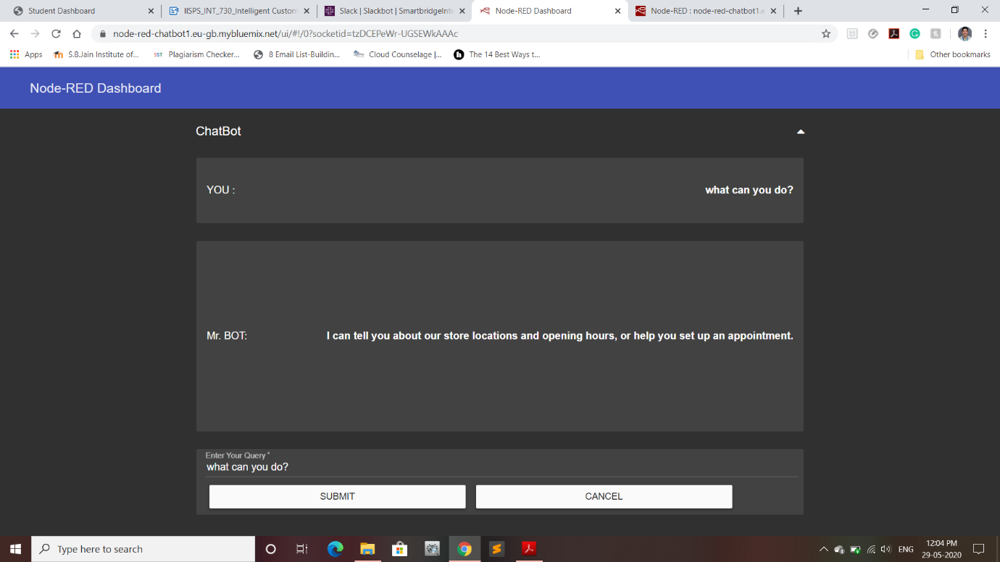 Student Dashboard
IISPS_INT_730_Intelligent Custom
Slack | Slackbot | SmartbridgeInte
Node-RED Dashboard
Node-RED : node-red-chatbot1.e
node-red-chatbot1.eu-gb.mybluemix.net/ui/#!/0?socketid=tzDCEPeWr-UGSEWkAAAc
Apps
S.B.Jain Institute of...
SST Plagiarism Checker...
8 Email List-Buildin...
Cloud Counselage |...
The 14 Best Ways t...
Other bookmarks
Node-RED Dashboard
ChatBot
YOU : what can you do?
Mr. BOT: I can tell you about our store locations and opening hours, or help you set up an appointment.
Enter Your Query *
what can you do?
SUBMIT CANCEL
Type here to search
ENG
12:04 PM
29-05-2020